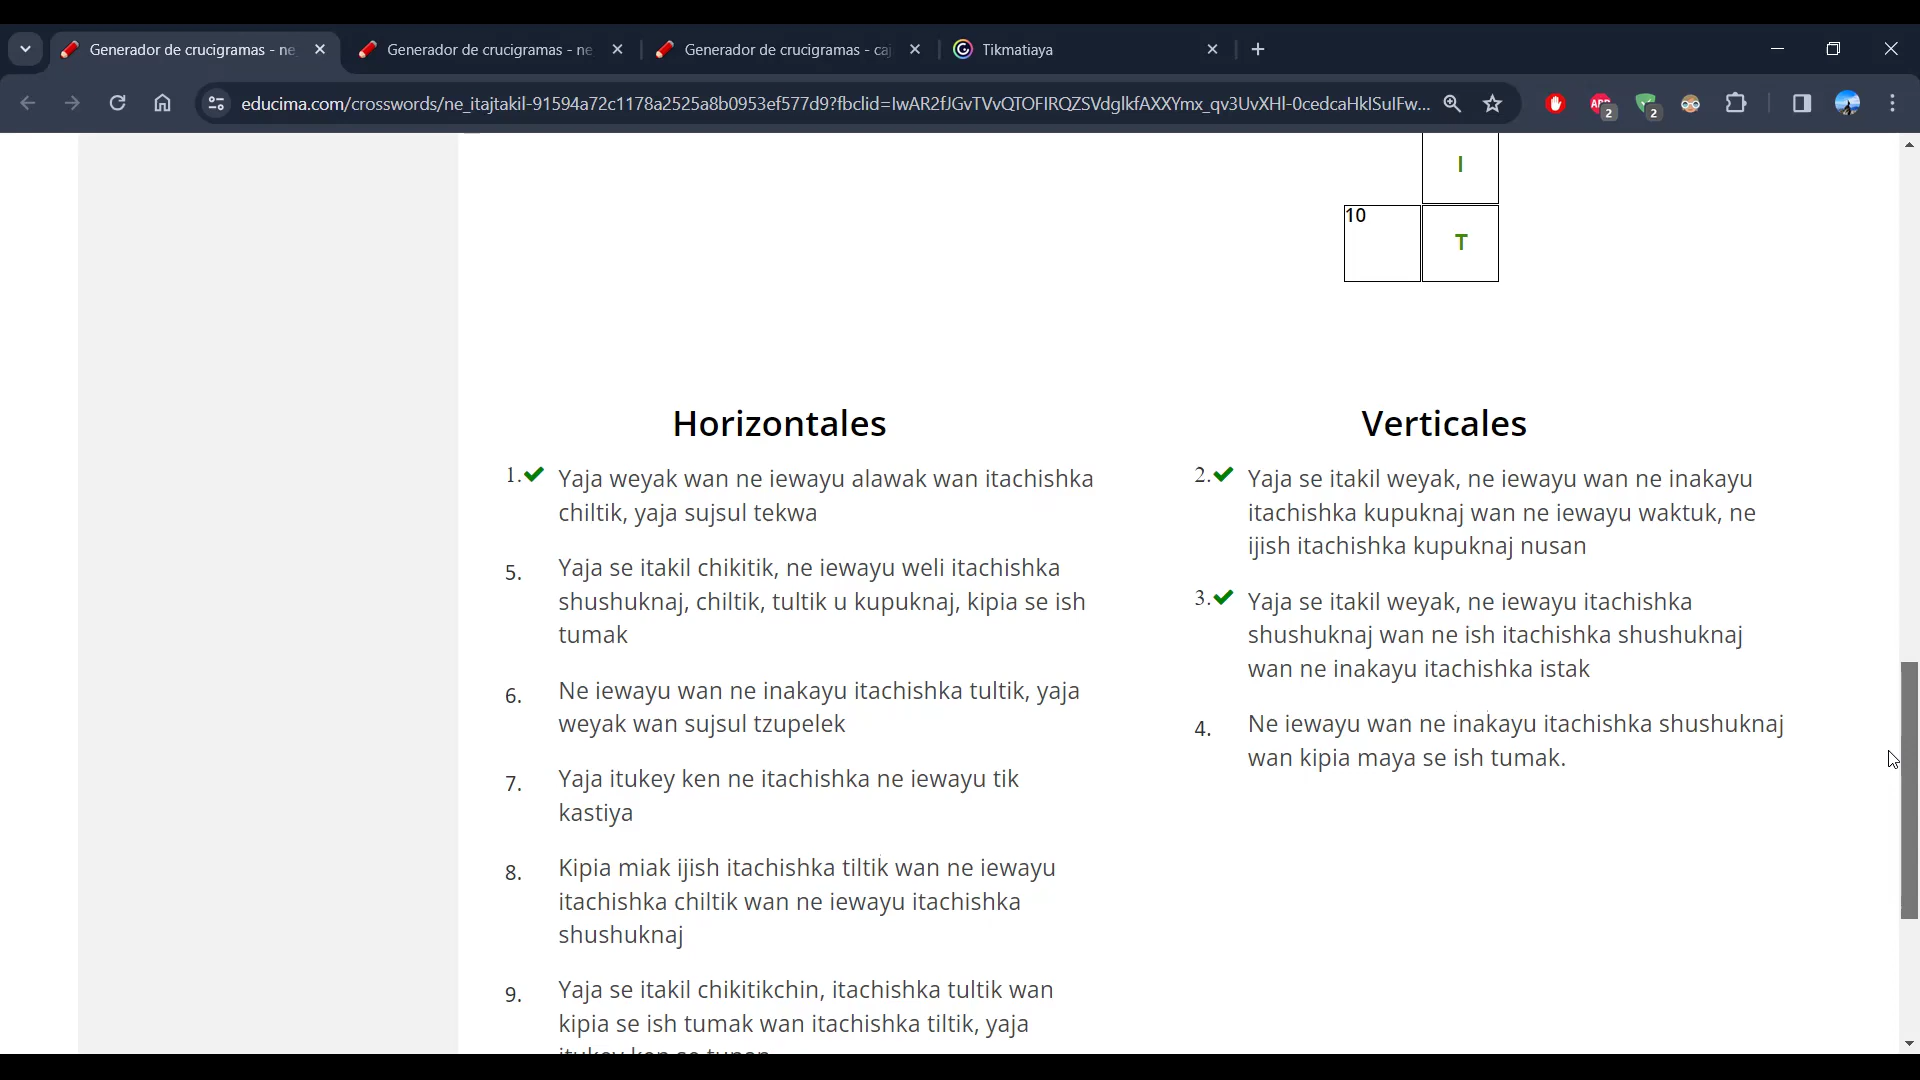 Generador de crucigramas - ne
Generador de crucigramas - ne
Generador de crucigramas - caj
Tikmatiaya
educima.com/crosswords/ne_itajtakil-91594a72c1178a2525a8b0953ef577d9?fbclid=IwAR2fJGvTVvQTOFIRQZSVdglkfAXXYmx_qv3UvXHl-0cedcaHklSulFw...
ABP
2
2
I
10
T
Horizontales
1. Yaja weyak wan ne iewayu alawak wan itachishka
chiltik, yaja sujsul tekwa
5. Yaja se itakil chikitik, ne iewayu weli itachishka
shushuknaj, chiltik, tultik u kupuknaj, kipia se ish
tumak
6. Ne iewayu wan ne inakayu itachishka tultik, yaja
weyak wan sujsul tzupelek
7. Yaja itukey ken ne itachishka ne iewayu tik
kastiya
8. Kipia miak ijish itachishka tiltik wan ne iewayu
itachishka chiltik wan ne iewayu itachishka
shushuknaj
9. Yaja se itakil chikitikchin, itachishka tultik wan
kipia se ish tumak wan itachishka tiltik, yaja
Verticales
2. Yaja se itakil weyak, ne iewayu wan ne inakayu
itachishka kupuknaj wan ne iewayu waktuk, ne
ijish itachishka kupuknaj nusan
3. Yaja se itakil weyak, ne iewayu itachishka
shushuknaj wan ne ish itachishka shushuknaj
wan ne inakayu itachishka istak
4. Ne iewayu wan ne inakayu itachishka shushuknaj
wan kipia maya se ish tumak.